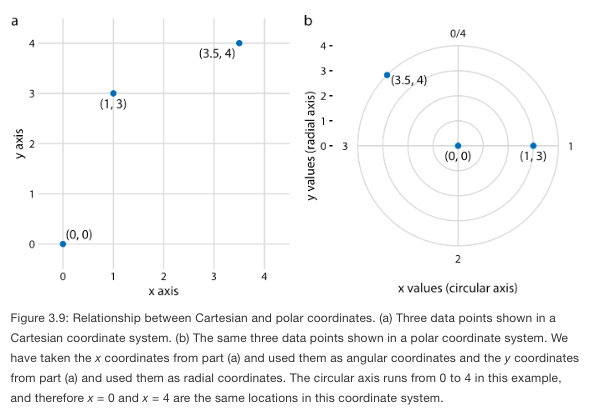 a
4
3
2
1
0
y axis
(3.5, 4)
(1, 3)
(0, 0)
0 1 2 3 4
x axis
b
0/4
4
3
2
1
0
y values (radial axis)
3
1
2
(3.5, 4)
(0, 0)
(1, 3)
x values (circular axis)
Figure 3.9: Relationship between Cartesian and polar coordinates. (a) Three data points shown in a
Cartesian coordinate system. (b) The same three data points shown in a polar coordinate system. We
have taken the x coordinates from part (a) and used them as angular coordinates and the y coordinates
from part (a) and used them as radial coordinates. The circular axis runs from 0 to 4 in this example,
and therefore x = 0 and x = 4 are the same locations in this coordinate system.